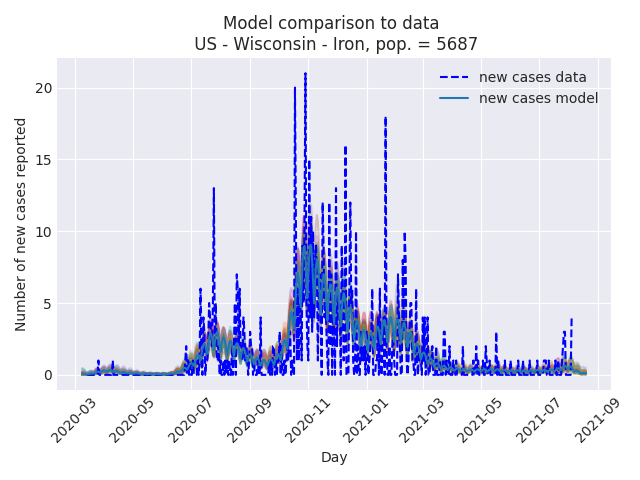 Model comparison to data
US - Wisconsin - Iron, pop. = 5687
new cases data
new cases model
Number of new cases reported
20
15
10
5
0
2020-03
2020-05
2020-07
2020-09
2020-11
2021-01
2021-03
2021-05
2021-07
2021-09
Day